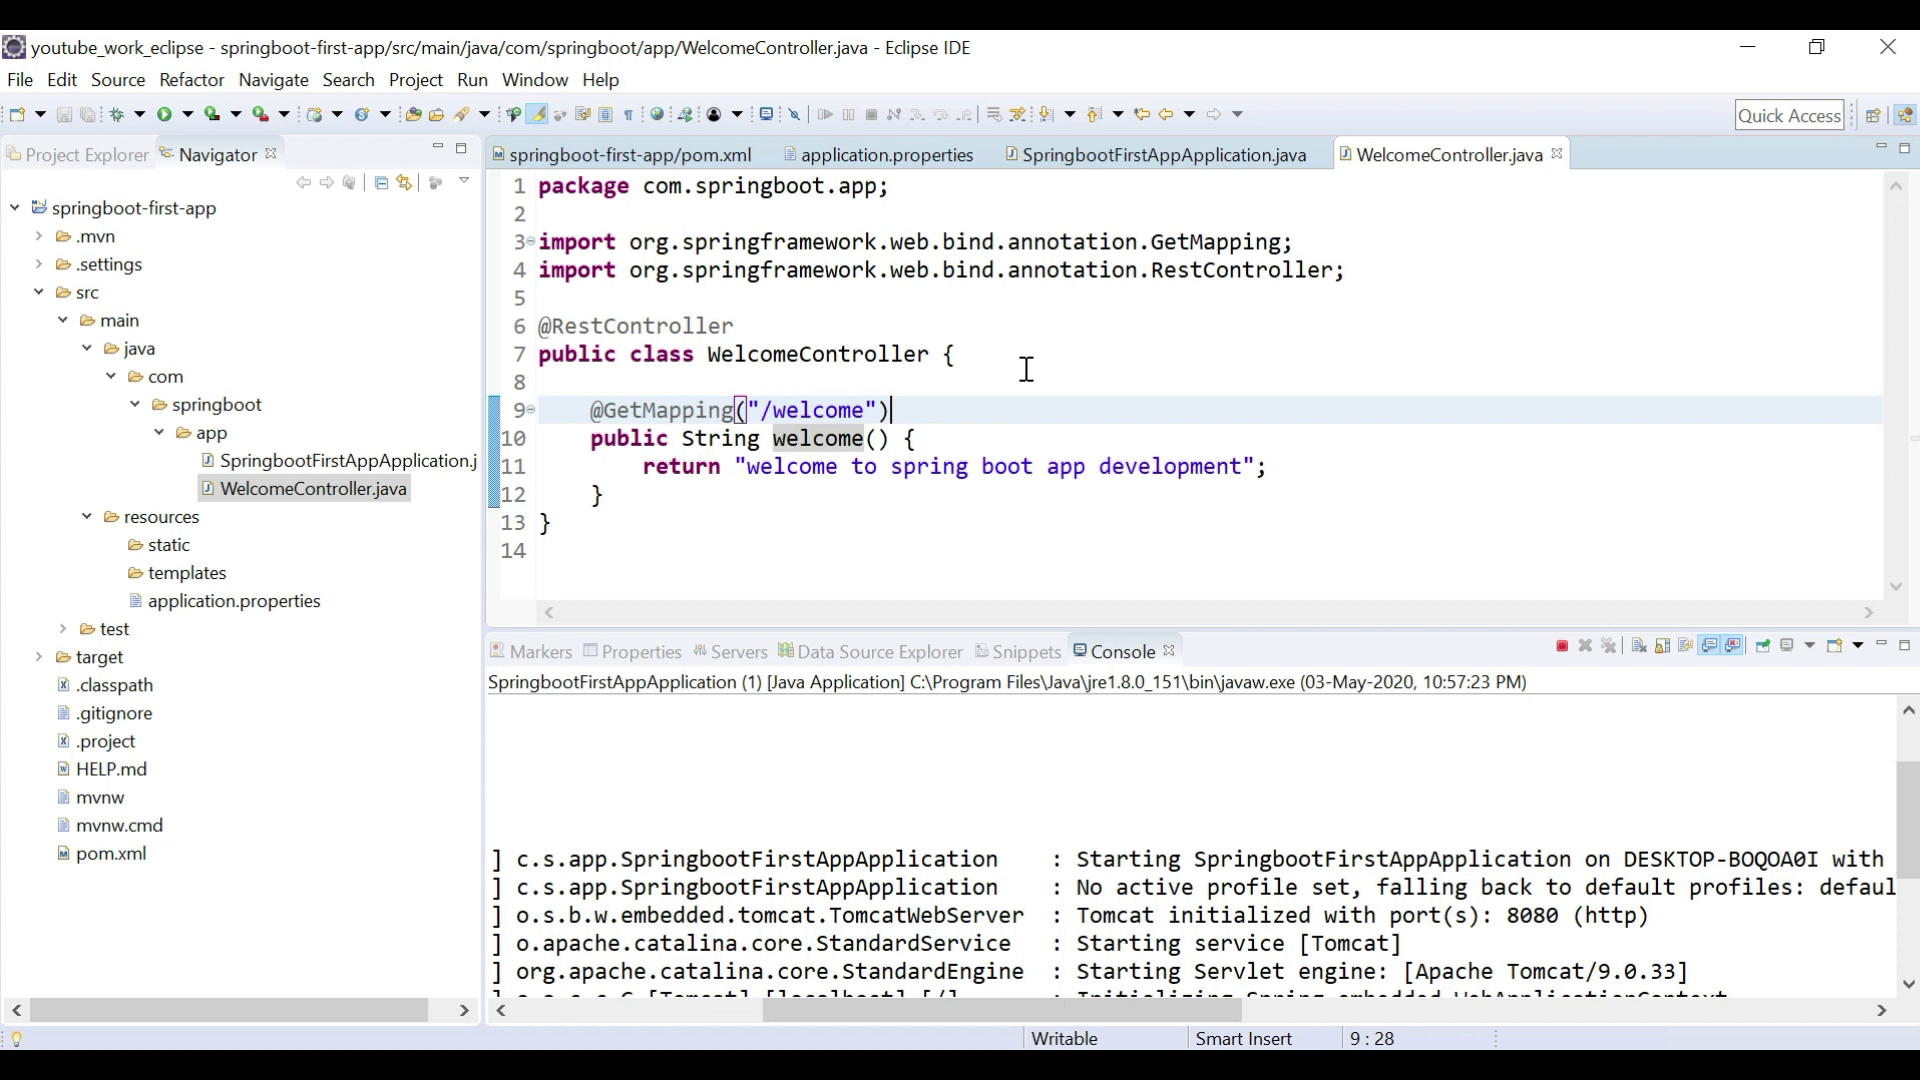 youtube_work_eclipse - springboot-first-app/src/main/java/com/springboot/app/WelcomeController.java - Eclipse IDE
File Edit Source Refactor Navigate Search Project Run Window Help
Quick Access
Project Explorer Navigator
springboot-first-app
.mvn
.settings
src
main
java
com
springboot
app
SpringbootFirstAppApplication.j
WelcomeController.java
resources
static
templates
application.properties
test
target
.classpath
.gitignore
.project
HELP.md
mvnw
mvnw.cmd
pom.xml
springboot-first-app/pom.xml application.properties SpringbootFirstAppApplication.java WelcomeController.java
1 package com.springboot.app;
2
3 import org.springframework.web.bind.annotation.GetMapping;
4 import org.springframework.web.bind.annotation.RestController;
5
6 @RestController
7 public class WelcomeController {
8
9 @GetMapping("/welcome")
10 public String welcome() {
11 return "welcome to spring boot app development";
12 }
13 }
14
Markers Properties Servers Data Source Explorer Snippets Console
SpringbootFirstAppApplication (1) [Java Application] C:\Program Files\Java\jre1.8.0_151\bin\javaw.exe (03-May-2020, 10:57:23 PM)
] c.s.app.SpringbootFirstAppApplication : Starting SpringbootFirstAppApplication on DESKTOP-BOQOA0I with
] c.s.app.SpringbootFirstAppApplication : No active profile set, falling back to default profiles: defaul
] o.s.b.w.embedded.tomcat.TomcatWebServer : Tomcat initialized with port(s): 8080 (http)
] o.apache.catalina.core.StandardService : Starting service [Tomcat]
] org.apache.catalina.core.StandardEngine : Starting Servlet engine: [Apache Tomcat/9.0.33]
Writable Smart Insert 9 : 28